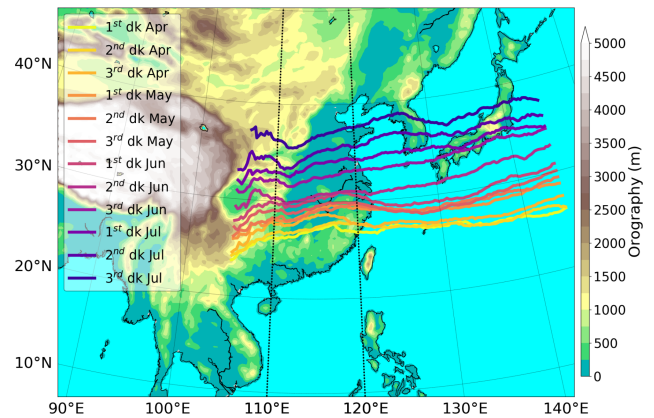 1st dk Apr
2nd dk Apr
3rd dk Apr
1st dk May
2nd dk May
3rd dk May
1st dk Jun
2nd dk Jun
3rd dk Jun
1st dk Jul
2nd dk Jul
3rd dk Jul
40°N
30°N
20°N
10°N
90°E
100°E
110°E
120°E
130°E
140°E
5000
4500
4000
3500
3000
2500
2000
1500
1000
500
0
Orography (m)